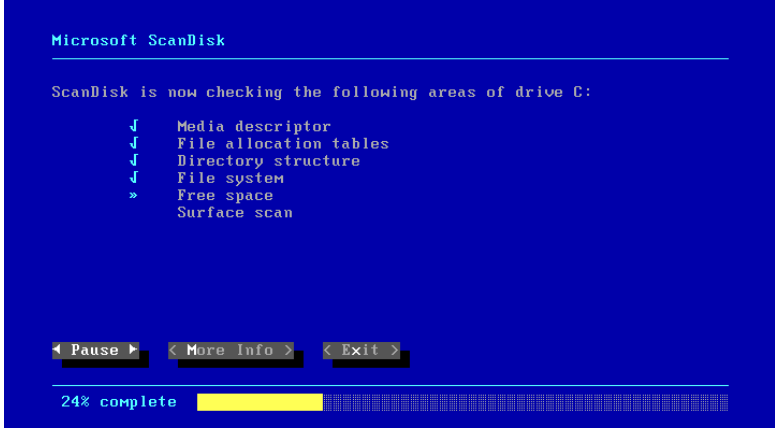 Microsoft ScanDisk
ScanDisk is now checking the following areas of drive C:
√ Media descriptor
√ File allocation tables
√ Directory structure
√ File system
» Free space
Surface scan
◄ Pause ► < More Info > < Exit >
24% complete